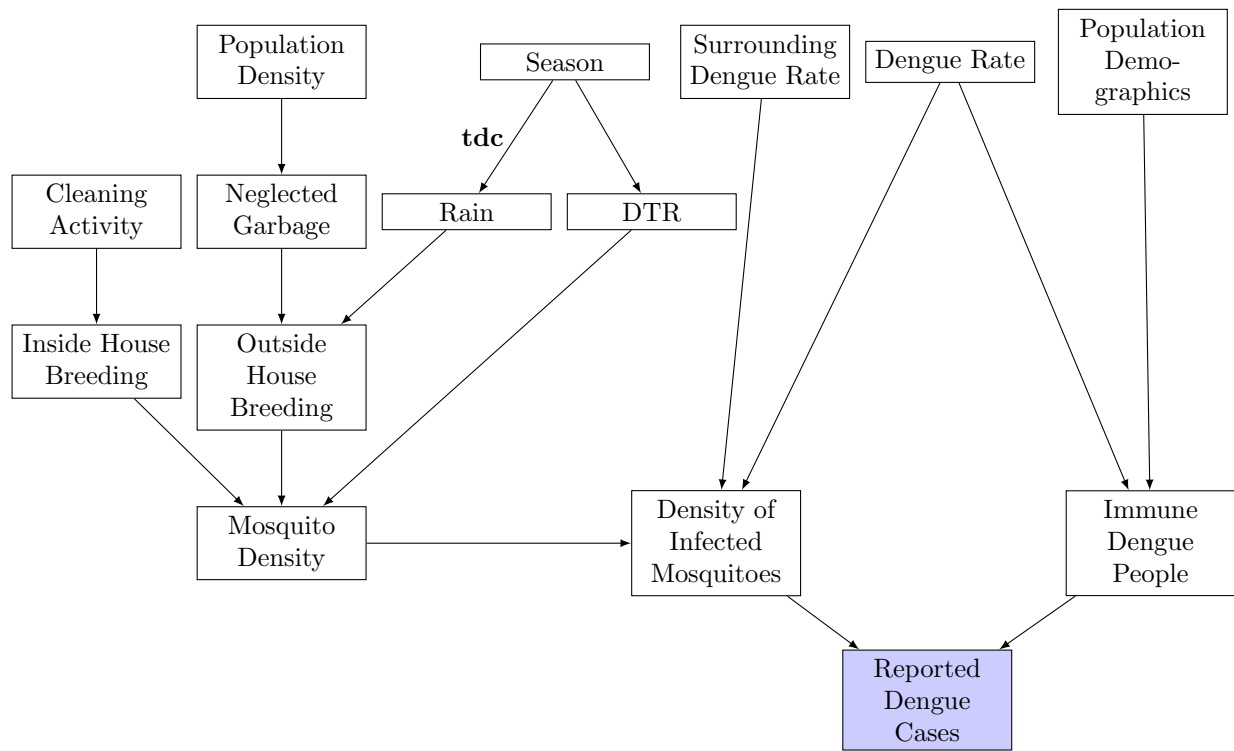 Population
Density
Season
Surrounding
Dengue Rate
Dengue Rate
Population
Demo-
graphics
tdc
Cleaning
Activity
Neglected
Garbage
Rain
DTR
Inside House
Breeding
Outside
House
Breeding
Mosquito
Density
Density of
Infected
Mosquitoes
Immune
Dengue
People
Reported
Dengue
Cases